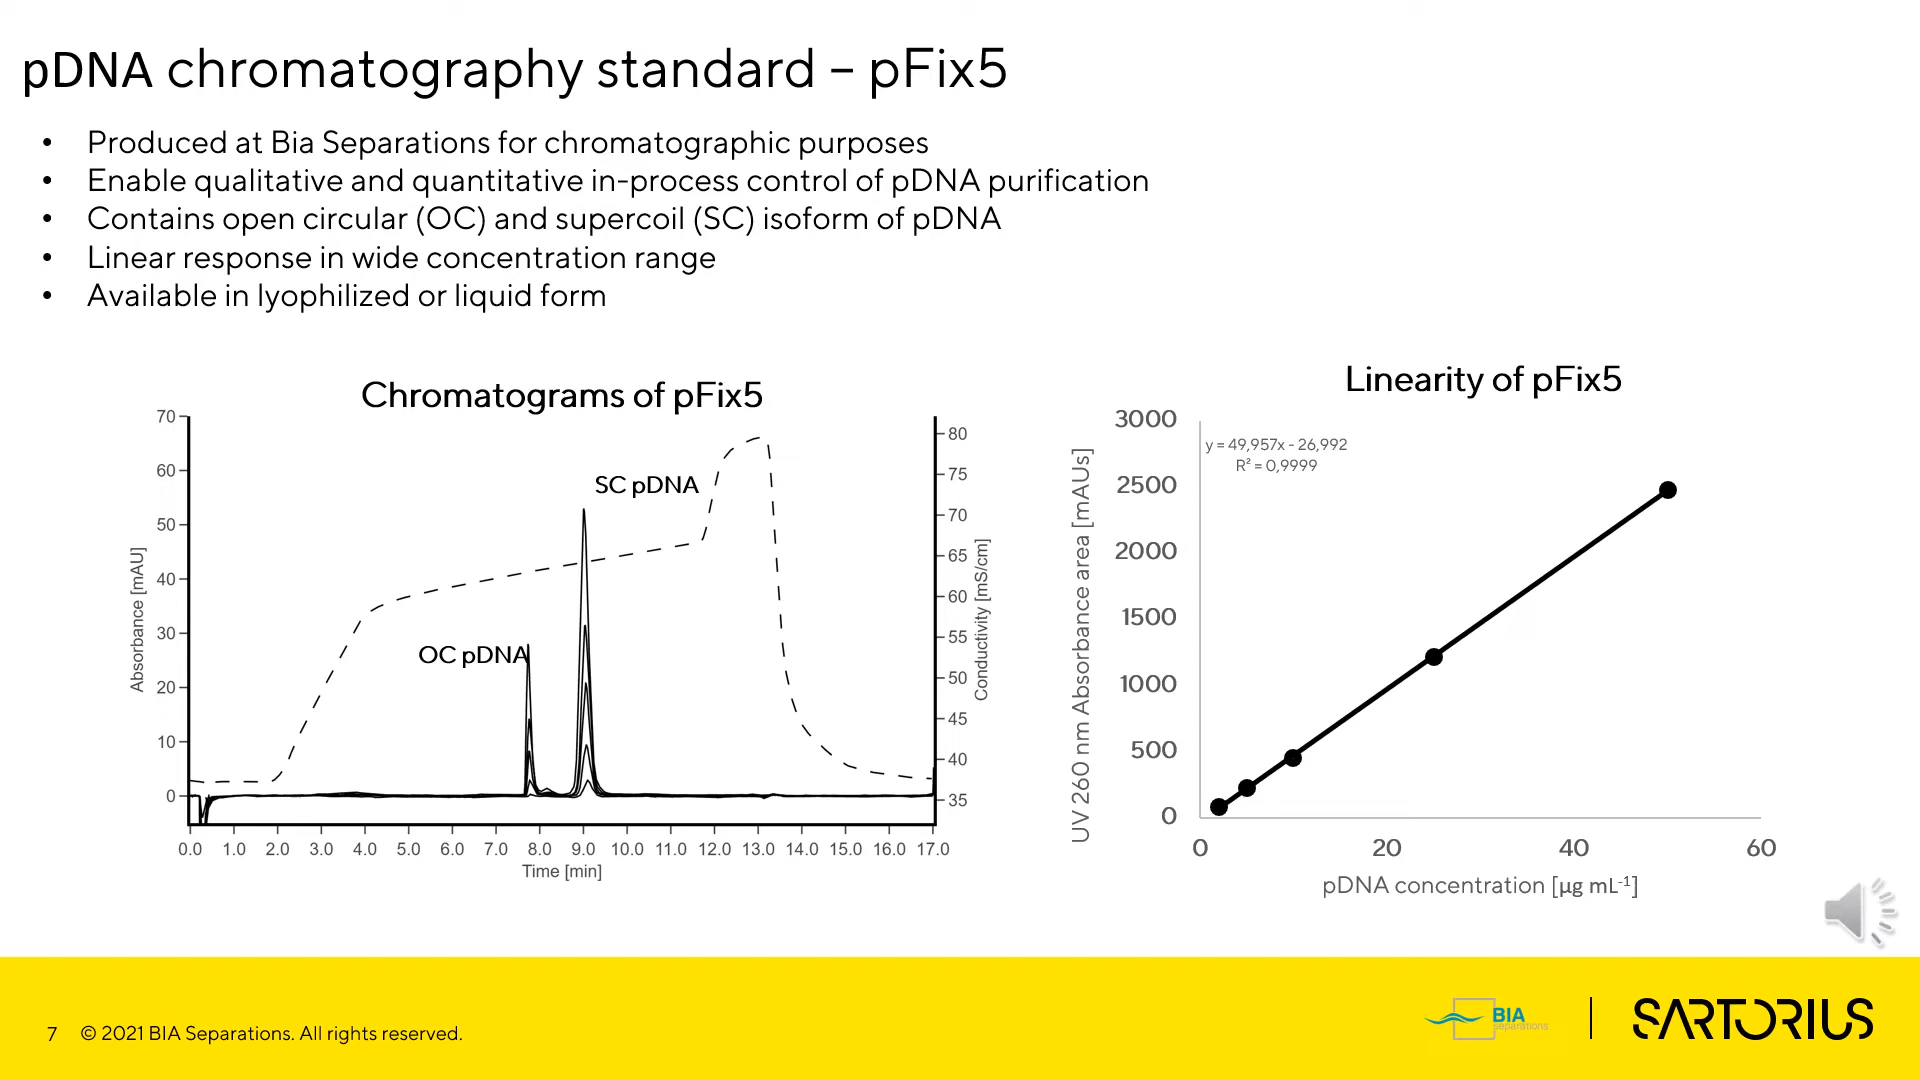 pDNA chromatography standard – pFix5
• Produced at Bia Separations for chromatographic purposes
• Enable qualitative and quantitative in-process control of pDNA purification
• Contains open circular (OC) and supercoil (SC) isoform of pDNA
• Linear response in wide concentration range
• Available in lyophilized or liquid form
Chromatograms of pFix5
70
60
50
40
30
20
10
0
Absorbance [mAU]
SC pDNA
OC pDNA
80
75
70
65
60
55
50
45
40
35
Conductivity [mS/cm]
0.0 1.0 2.0 3.0 4.0 5.0 6.0 7.0 8.0 9.0 10.0 11.0 12.0 13.0 14.0 15.0 16.0 17.0
Time [min]
Linearity of pFix5
3000
2500
2000
1500
1000
500
0
UV 260 nm Absorbance area [mAUs]
y = 49,957x - 26,992
R² = 0,9999
0 20 40 60
pDNA concentration [µg mL⁻¹]
7 © 2021 BIA Separations. All rights reserved.
BIA
separations
SARTORIUS